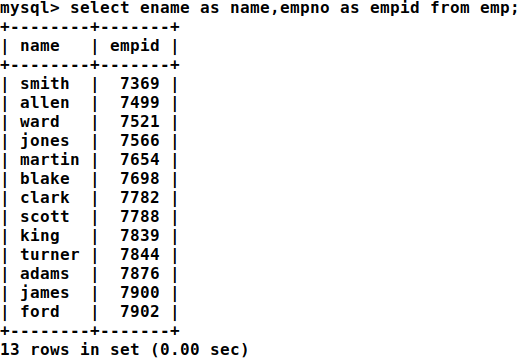 mysql> select ename as name,empno as empid from emp;
+--------+-------+
| name   | empid |
+--------+-------+
| smith  |  7369 |
| allen  |  7499 |
| ward   |  7521 |
| jones  |  7566 |
| martin |  7654 |
| blake  |  7698 |
| clark  |  7782 |
| scott  |  7788 |
| king   |  7839 |
| turner |  7844 |
| adams  |  7876 |
| james  |  7900 |
| ford   |  7902 |
+--------+-------+
13 rows in set (0.00 sec)